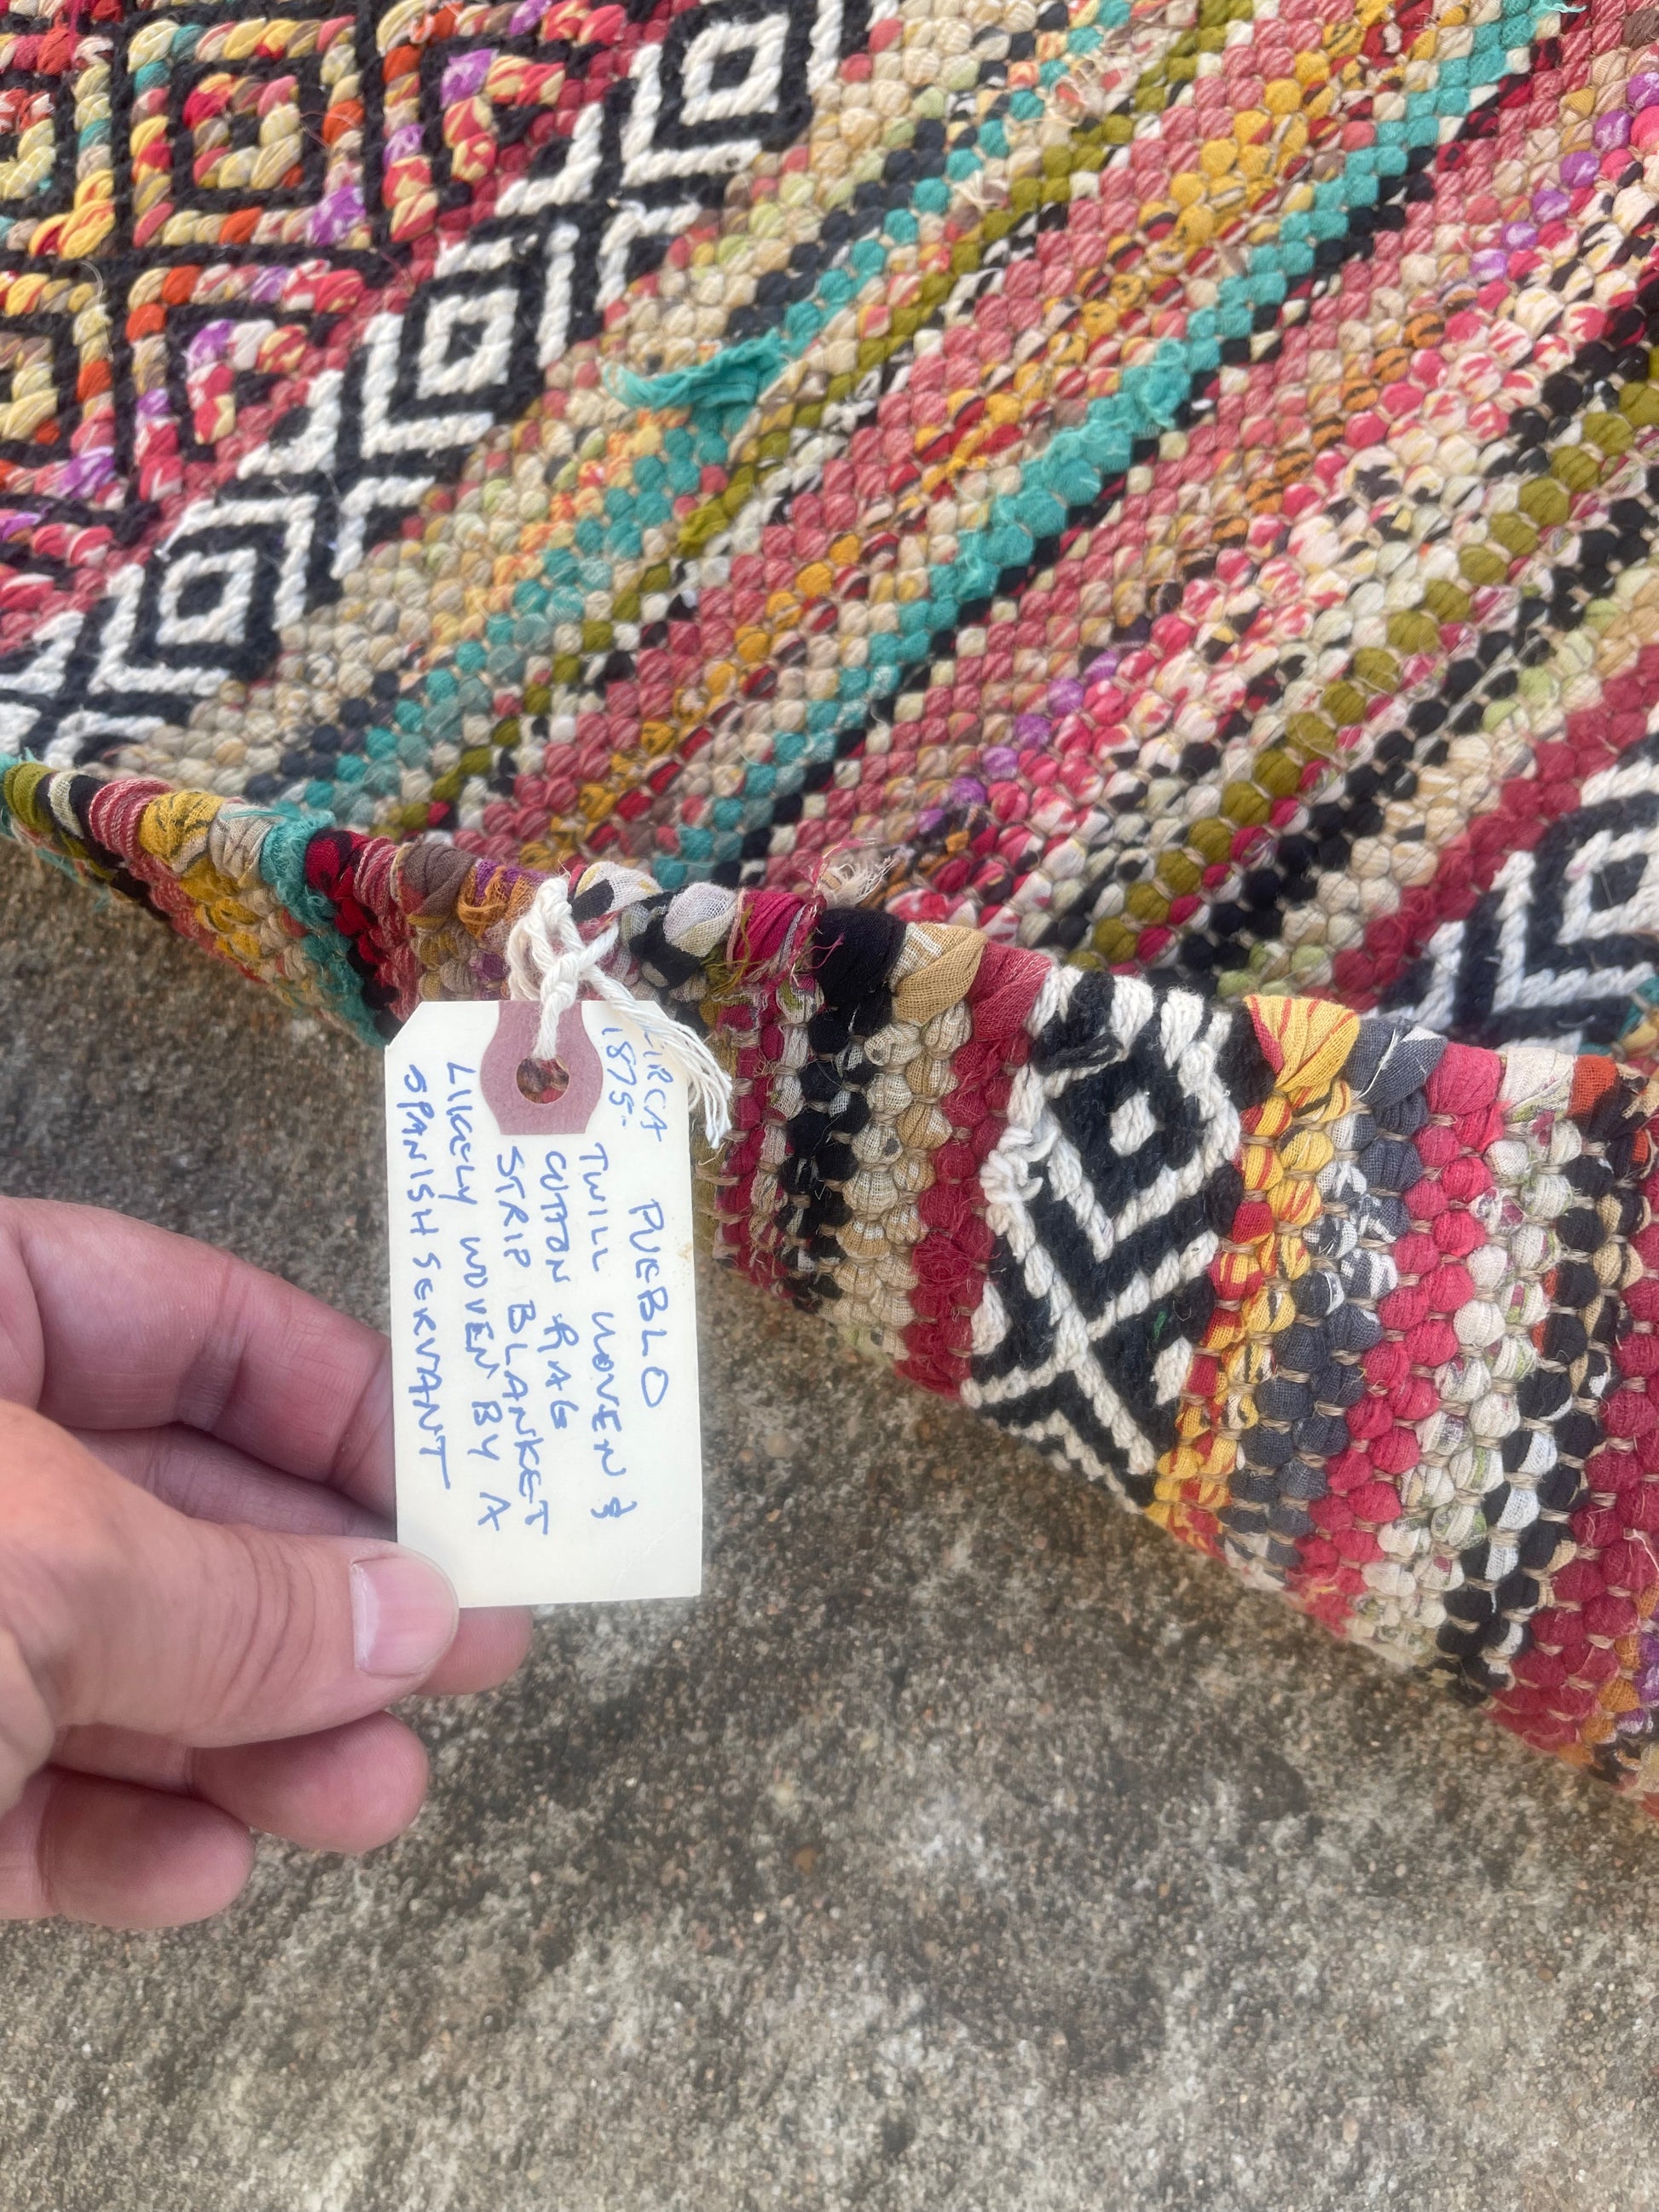 CIRCA
1875.
PUEBLO
TWILL WOVEN &
COTTON RAG
STRIP BLANKET
LIKELY WOVEN BY A
SPANISH SERVANT